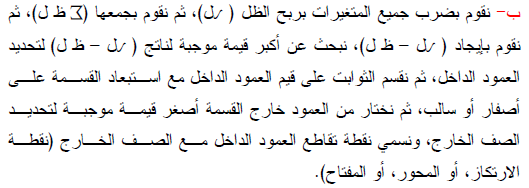 ب- نقوم بضرب جميع المتغيرات بربح الظل ( ر ل)، ثم نقوم بجمعها (∑ ظ ل)، ثم
نقوم بإيجاد ( ر ل – ظ ل)، نبحث عن أكبر قيمة موجبة لناتج ( ر ل – ظ ل) لتحديد
العمود الداخل، ثم نقسم الثوابت على قيم العمود الداخل مع استبعاد القسمة على
أصفار أو سالب، ثم نختار من العمود خارج القسمة أصغر قيمة موجبة لتحديد
الصف الخارج، ونسمي نقطة تقاطع العمود الداخل مع الصف الخارج (نقطة
الارتكاز، أو المحور، أو المفتاح).